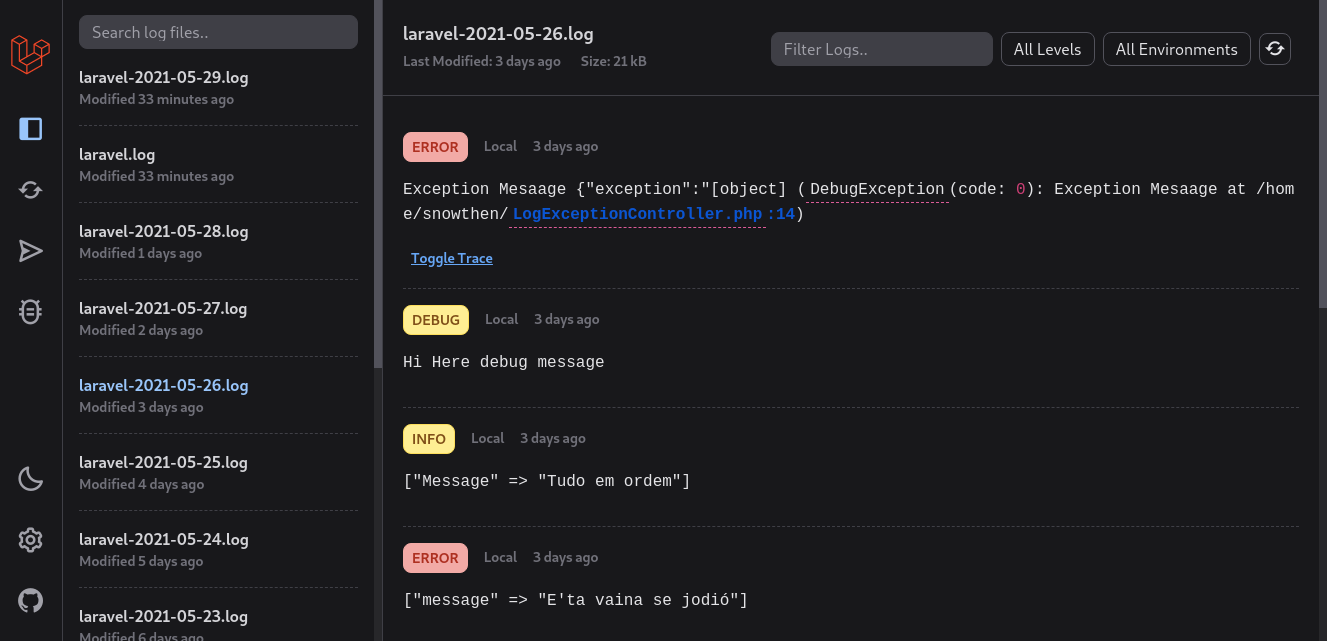 Search log files..
laravel-2021-05-29.log
Modified 33 minutes ago
laravel.log
Modified 33 minutes ago
laravel-2021-05-28.log
Modified 1 days ago
laravel-2021-05-27.log
Modified 2 days ago
laravel-2021-05-26.log
Modified 3 days ago
laravel-2021-05-25.log
Modified 4 days ago
laravel-2021-05-24.log
Modified 5 days ago
laravel-2021-05-23.log
Modified 6 days ago
laravel-2021-05-26.log
Last Modified: 3 days ago Size: 21 kB
Filter Logs.. All Levels All Environments
ERROR Local 3 days ago
Exception Mesaage {"exception":"[object] (DebugException(code: 0): Exception Mesaage at /hom
e/snowthen/LogExceptionController.php:14)
Toggle Trace
DEBUG Local 3 days ago
Hi Here debug message
INFO Local 3 days ago
["Message" => "Tudo em ordem"]
ERROR Local 3 days ago
["message" => "E'ta vaina se jodió"]